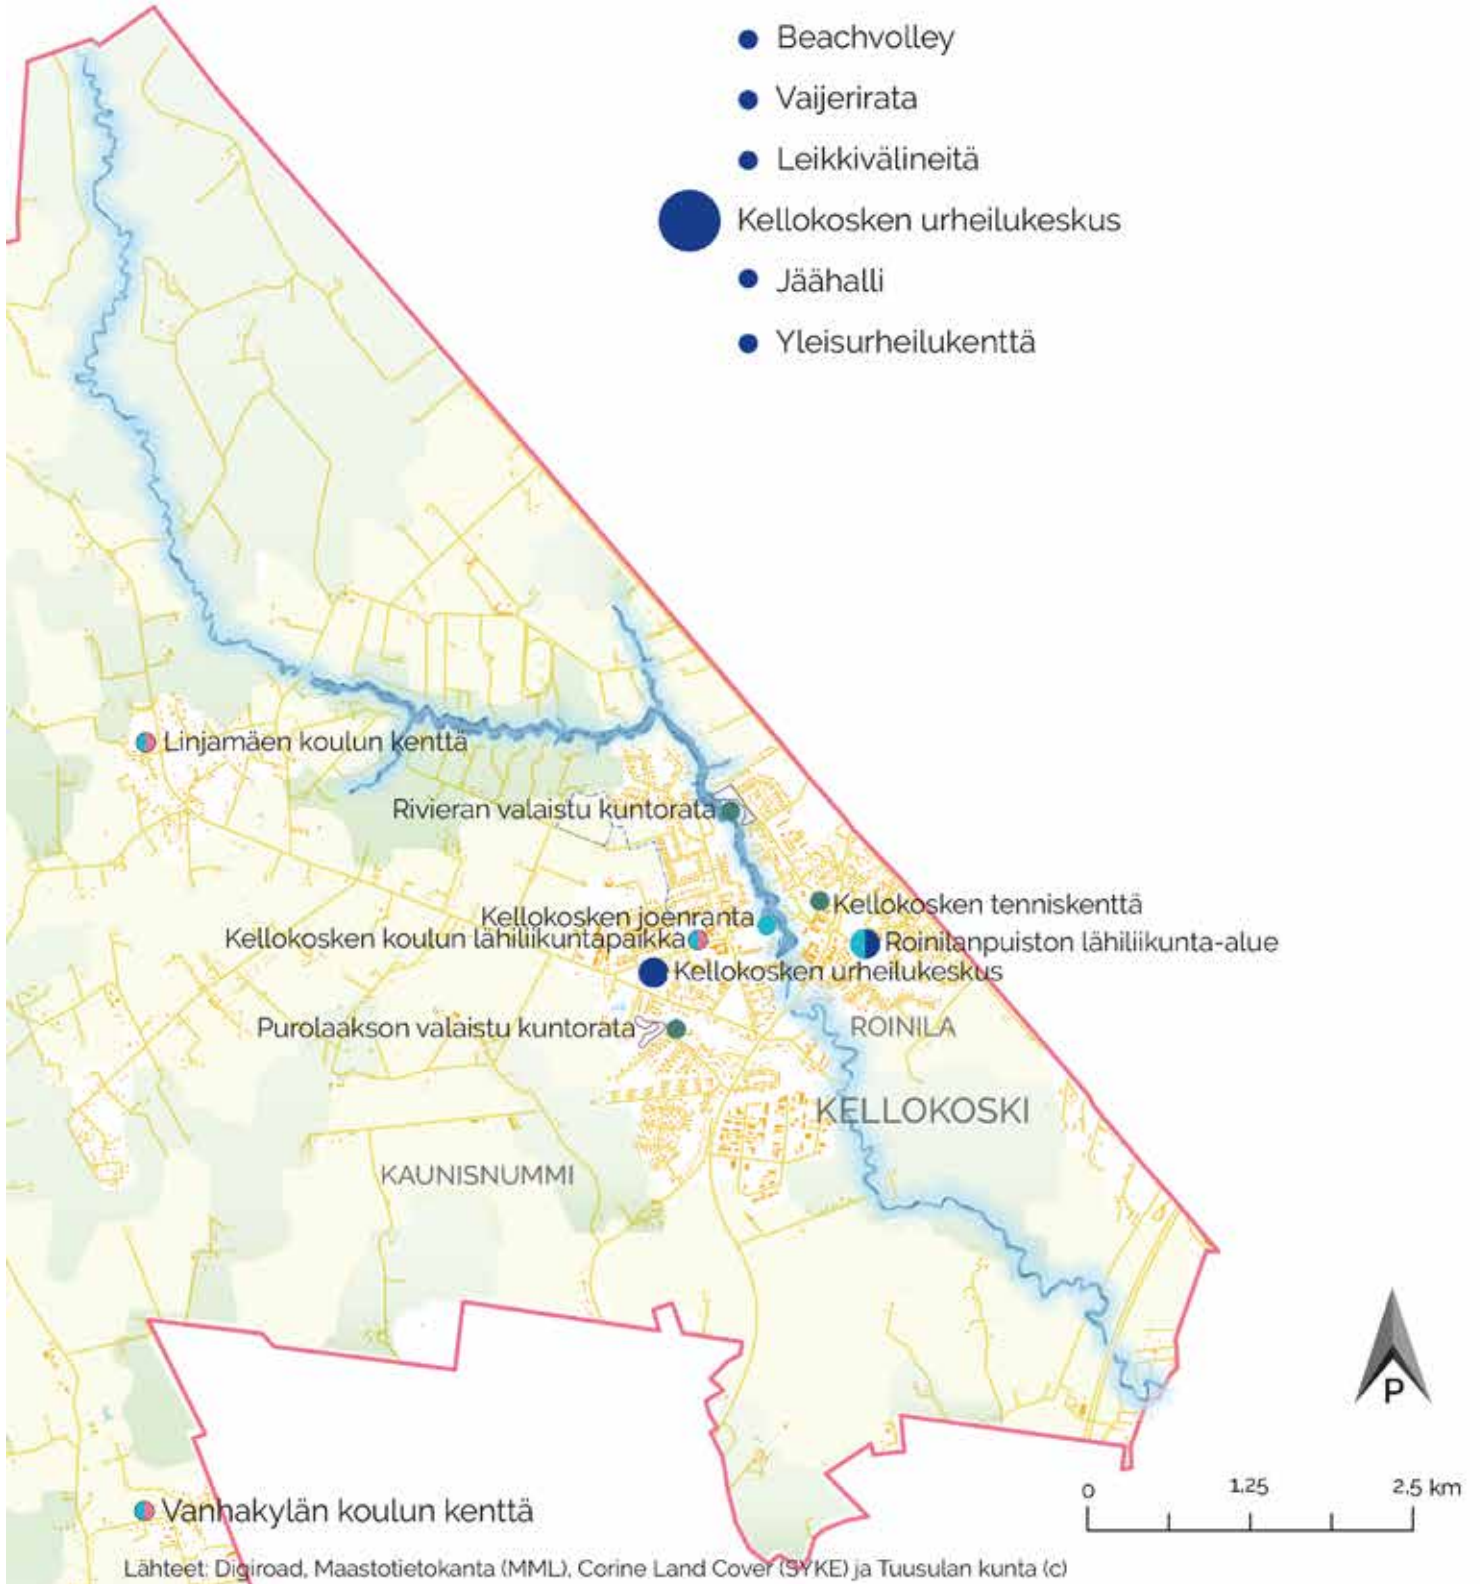 Beachvolley
Vaijerirata
Leikkivälineitä
Kellokosken urheilukeskus
Jäähalli
Yleisurheilukenttä
Linjamäen koulun kenttä
Rivieran valaistu kuntorata
Kellokosken tenniskenttä
Kellokosken joenranta
Kellokosken koulun lähiliikuntapaikka
Roinilanpuiston lähiliikunta-alue
Kellokosken urheilukeskus
Purolaakson valaistu kuntorata
ROINILA
KELLOKOSKI
KAUNISNUMMI
P
0 1.25 2.5 km
Vanhakylän koulun kenttä
Lähteet: Digiroad, Maastotietokanta (MML), Corine Land Cover (SYKE) ja Tuusulan kunta (c)